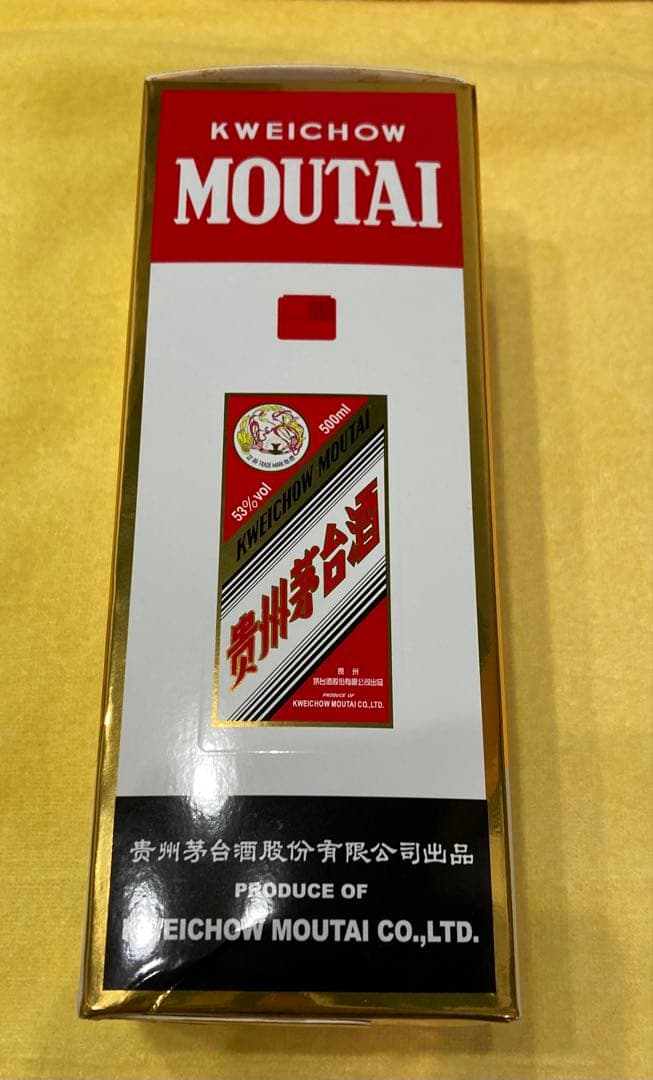 KWEICHOW
MOUTAI
500ml
TRADE MARK
53%vol
KWEICHOW MOUTAI
贵州茅台酒
贵 州
茅台酒股份有限公司出品
PRODUCE OF
KWEICHOW MOUTAI CO.,LTD.
贵州茅台酒股份有限公司出品
PRODUCE OF
KWEICHOW MOUTAI CO.,LTD.